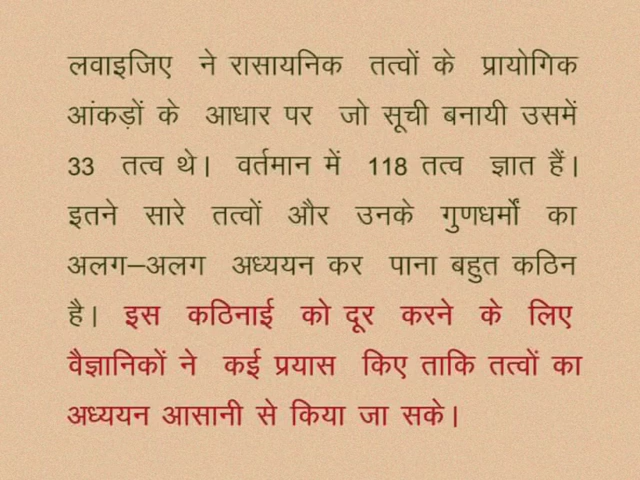 लवाइजिए ने रासायनिक तत्वों के प्रायोगिक
आंकड़ों के आधार पर जो सूची बनायी उसमें
33 तत्व थे। वर्तमान में 118 तत्व ज्ञात हैं।
इतने सारे तत्वों और उनके गुणधर्मों का
अलग–अलग अध्ययन कर पाना बहुत कठिन
है। इस कठिनाई को दूर करने के लिए
वैज्ञानिकों ने कई प्रयास किए ताकि तत्वों का
अध्ययन आसानी से किया जा सके।